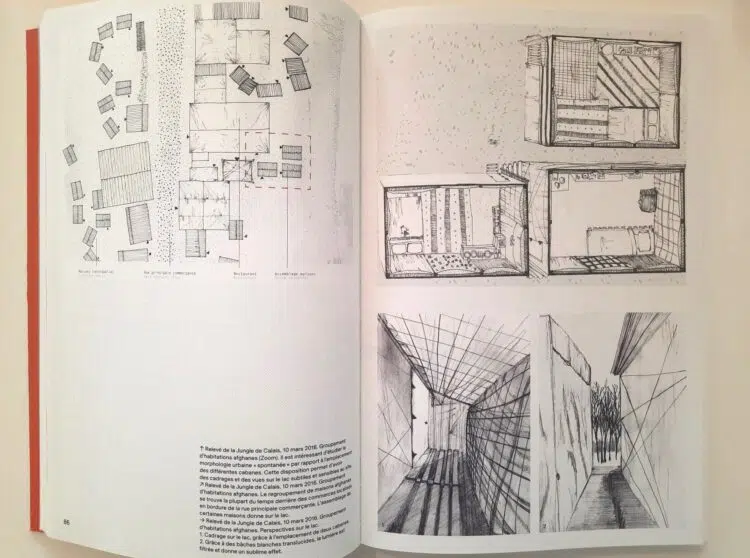 Rue principale commerçante
Restaurant
Assemblage maisons
↑ Relevé de la Jungle de Calais, 10 mars 2016. Groupement
d'habitations afghanes (Zoom). Il est intéressant d'étudier la
morphologie urbaine « spontanée » par rapport à l'emplacement
des différentes cabanes. Cette disposition permet d'avoir
des cadrages et des vues sur le lac subtiles et sensibles au site.
↗ Relevé de la Jungle de Calais, 10 mars 2016. Groupement
d'habitations afghanes. Le regroupement de maisons afghanes
se trouve la plupart du temps derrière des commerces localisés
en bordure de la rue principale commerçante. L'assemblage de
certaines maisons donne sur le lac.
→ Relevé de la Jungle de Calais, 10 mars 2016. Groupement
d'habitations afghanes. Perspectives sur le lac.
1. Cadrage sur le lac, grâce à l'emplacement de deux cabanes.
2. Grâce à des bâches blanches translucides, la lumière est
filtrée et donne un sublime effet.
86